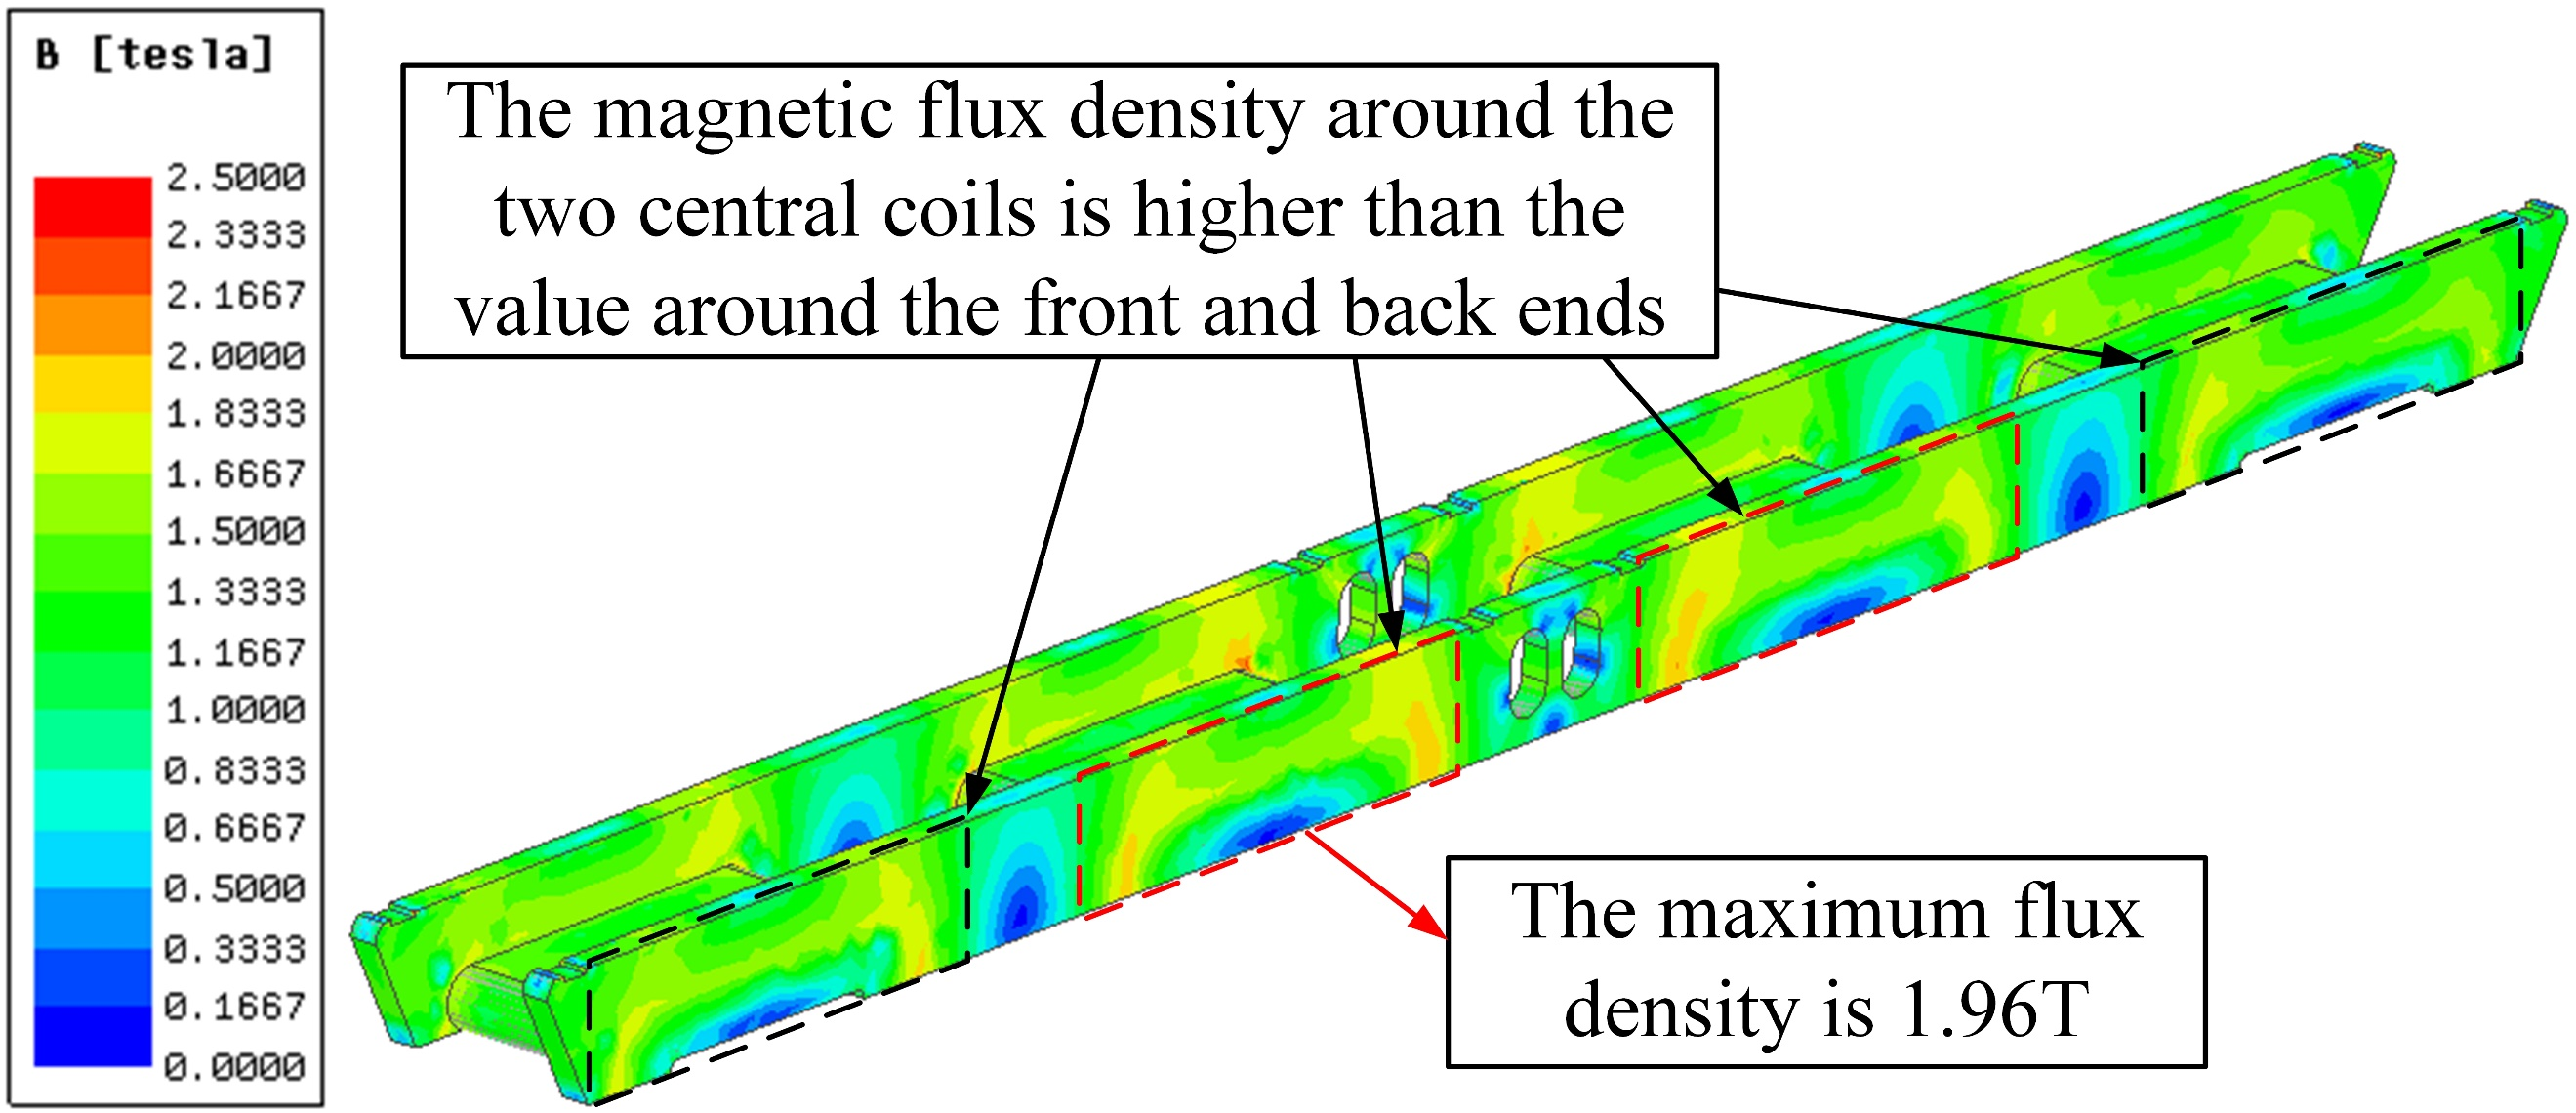 B [tesla]
2.5000
2.3333
2.1667
2.0000
1.8333
1.6667
1.5000
1.3333
1.1667
1.0000
0.8333
0.6667
0.5000
0.3333
0.1667
0.0000
The magnetic flux density around the
two central coils is higher than the
value around the front and back ends
The maximum flux
density is 1.96T